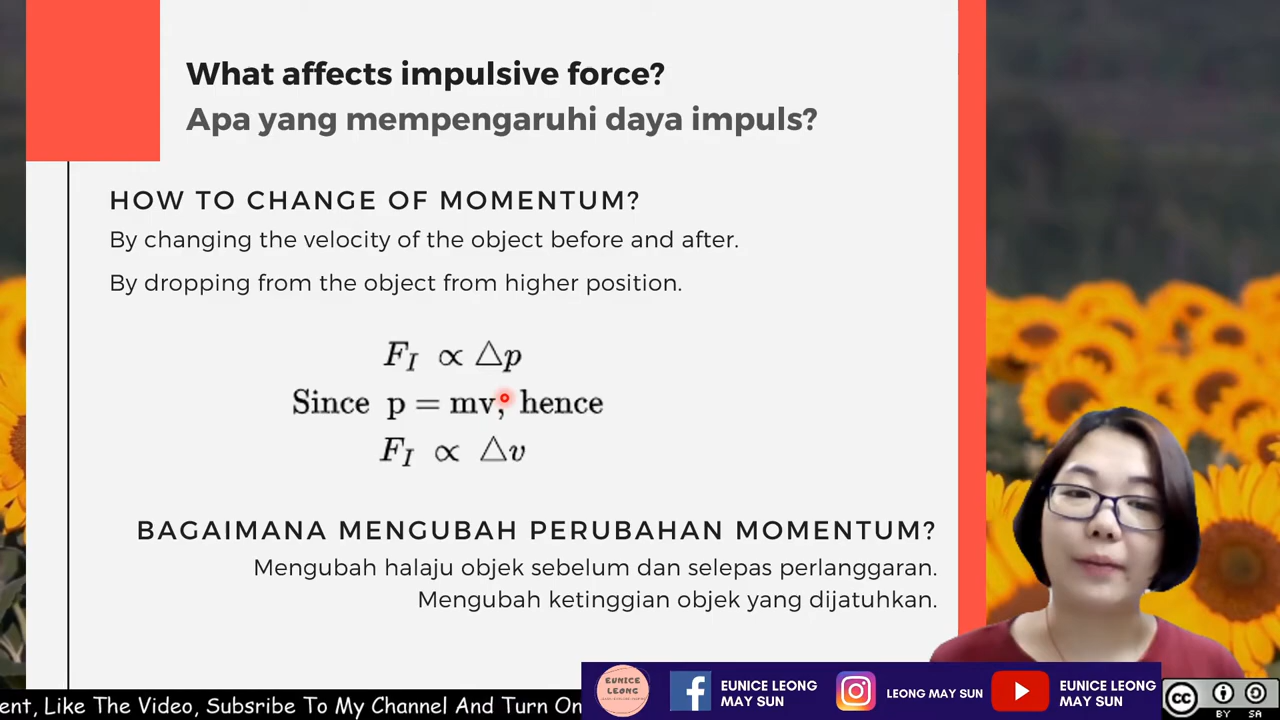 What affects impulsive force?
Apa yang mempengaruhi daya impuls?
HOW TO CHANGE OF MOMENTUM?
By changing the velocity of the object before and after.
By dropping from the object from higher position.
F_I ∝ △p
Since p = mv, hence
F_I ∝ △v
BAGAIMANA MENGUBAH PERUBAHAN MOMENTUM?
Mengubah halaju objek sebelum dan selepas perlanggaran.
Mengubah ketinggian objek yang dijatuhkan.
ent, Like The Video, Susbribe To My Channel And Turn On
EUNICE
LEONG
EUNICE LEONG
MAY SUN
LEONG MAY SUN
EUNICE LEONG
MAY SUN
cc
BY SA